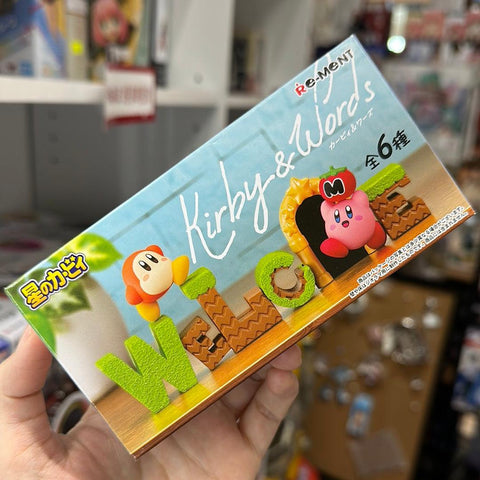 Re-MeNT
Kirby & Words
カービィ&ワーズ
全6種
星のカービィ
WELCOME
M